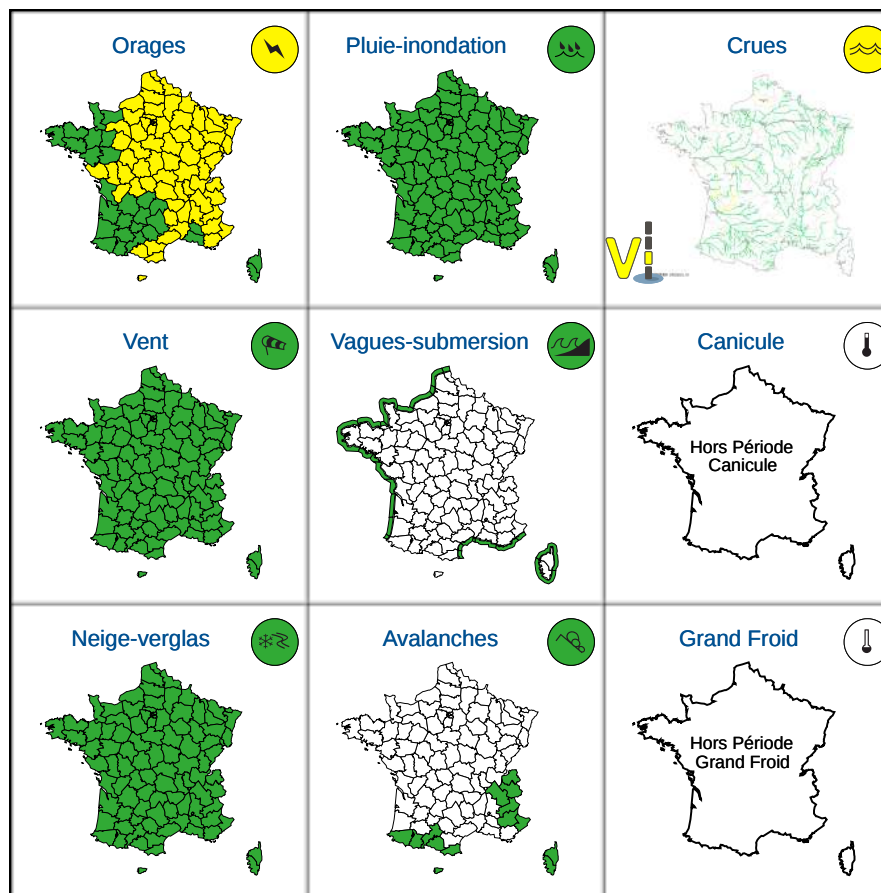 Orages
Pluie-inondation
Crues
Vi
Vent
Vagues-submersion
Canicule
Hors Période
Canicule
Neige-verglas
Avalanches
Grand Froid
Hors Période
Grand Froid